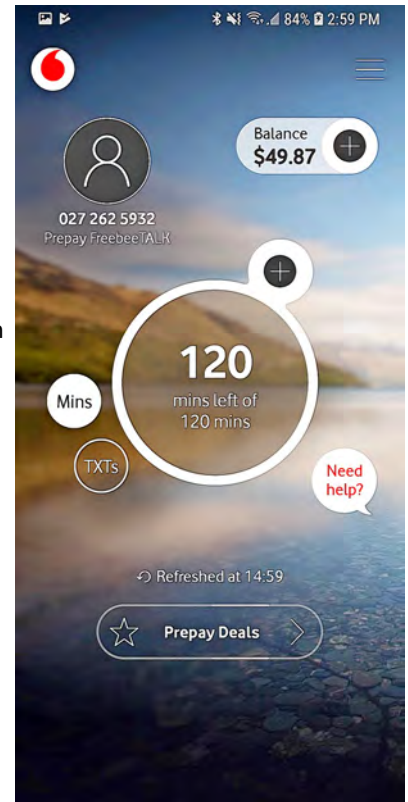 84% 2:59 PM
Balance
$49.87
027 262 5932
Prepay FreebeeTALK
120
mins left of
120 mins
Mins
TXTs
Need
help?
Refreshed at 14:59
Prepay Deals